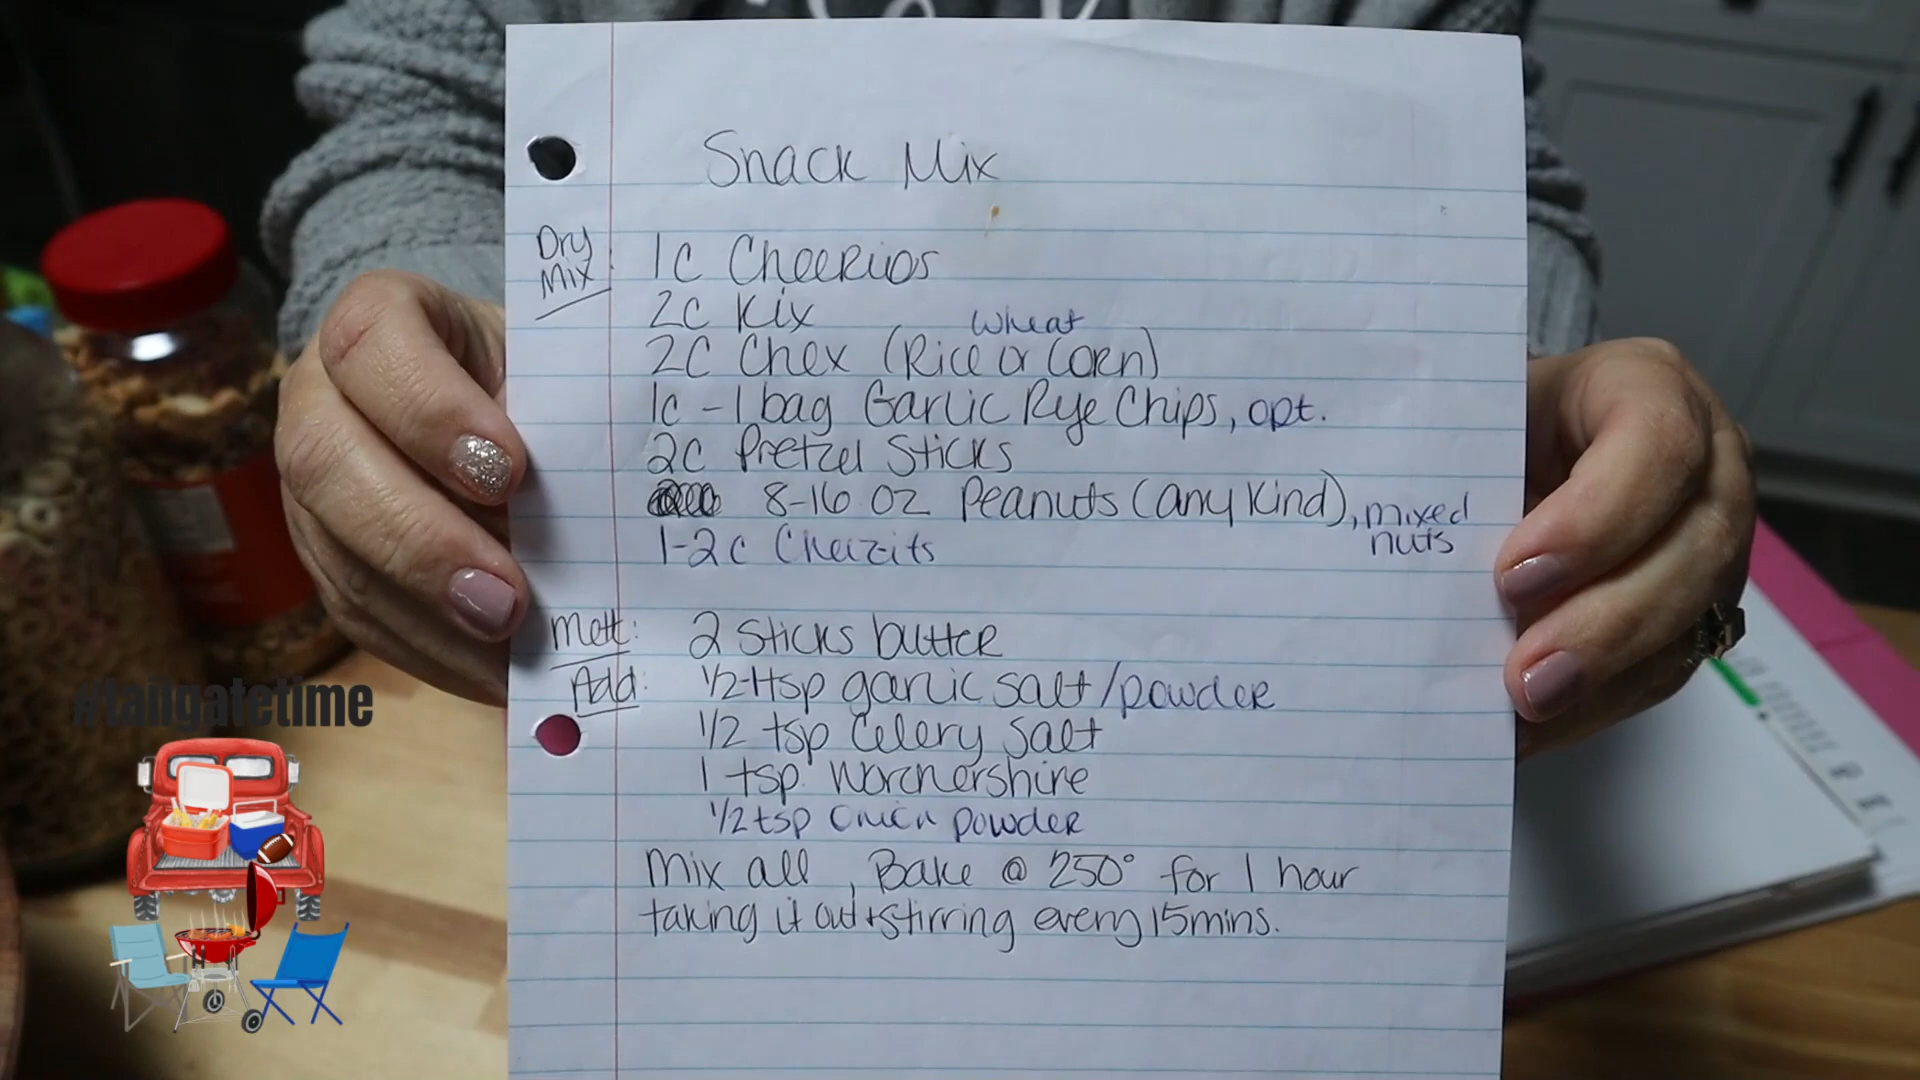 Snack Mix
Dry Mix: 1c Cheerios
2c Kix
wheat
2c Chex (Rice or Corn)
1c - 1 bag Garlic Rye Chips, opt.
2c Pretzel Sticks
8-16 oz Peanuts (any kind), mixed nuts
1-2c Cheezits
Melt: 2 sticks butter
Add: 1/2-1tsp garlic salt/powder
1/2 tsp Celery Salt
1 tsp Worchershire
1/2 tsp onion powder
Mix all, Bake @ 250° for 1 hour
taking it out + stirring every 15 mins.
#tailgatetime